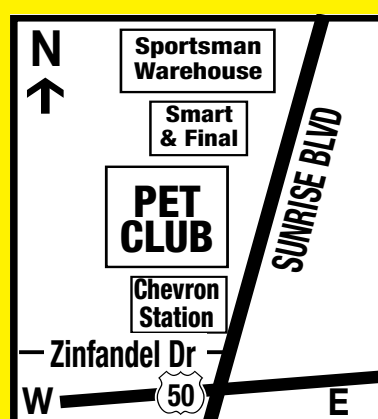 N
Sportsman
Warehouse
Smart
& Final
PET
CLUB
SUNRISE BLVD
Chevron
Station
Zinfandel Dr
W
50
E